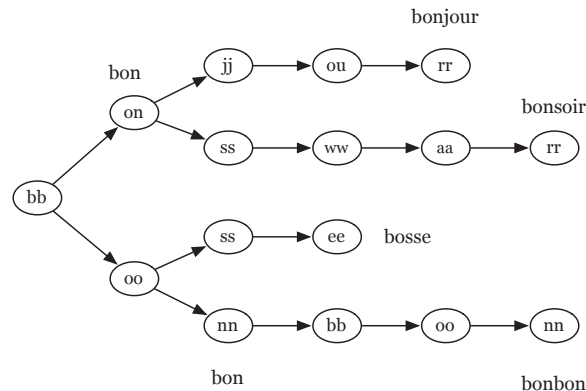 bonjour
jj ou rr
bon
on
bonsoir
ss ww aa rr
bb
ss ee bosse
oo
nn bb oo nn
bon
bonbon